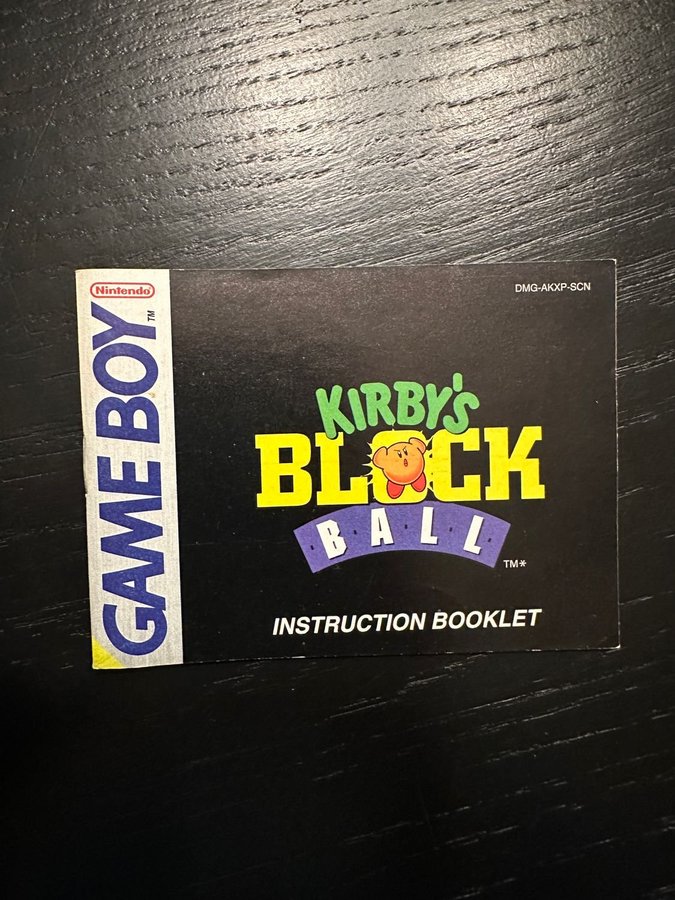 Nintendo
GAME BOY™
DMG-AKXP-SCN
KIRBY'S
BLOCK
BALL
TM*
INSTRUCTION BOOKLET